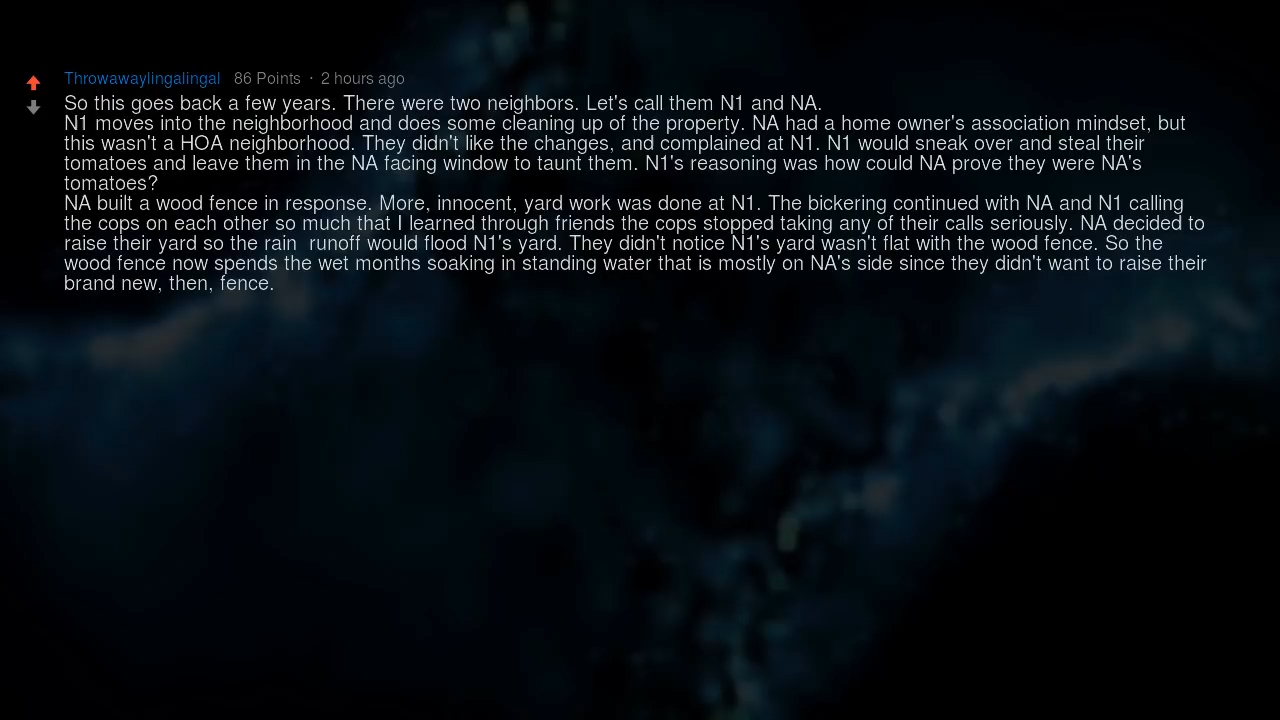 Throwawaylingalingal 86 Points · 2 hours ago
So this goes back a few years. There were two neighbors. Let's call them N1 and NA.
N1 moves into the neighborhood and does some cleaning up of the property. NA had a home owner's association mindset, but
this wasn't a HOA neighborhood. They didn't like the changes, and complained at N1. N1 would sneak over and steal their
tomatoes and leave them in the NA facing window to taunt them. N1's reasoning was how could NA prove they were NA's
tomatoes?
NA built a wood fence in response. More, innocent, yard work was done at N1. The bickering continued with NA and N1 calling
the cops on each other so much that I learned through friends the cops stopped taking any of their calls seriously. NA decided to
raise their yard so the rain  runoff would flood N1's yard. They didn't notice N1's yard wasn't flat with the wood fence. So the
wood fence now spends the wet months soaking in standing water that is mostly on NA's side since they didn't want to raise their
brand new, then, fence.